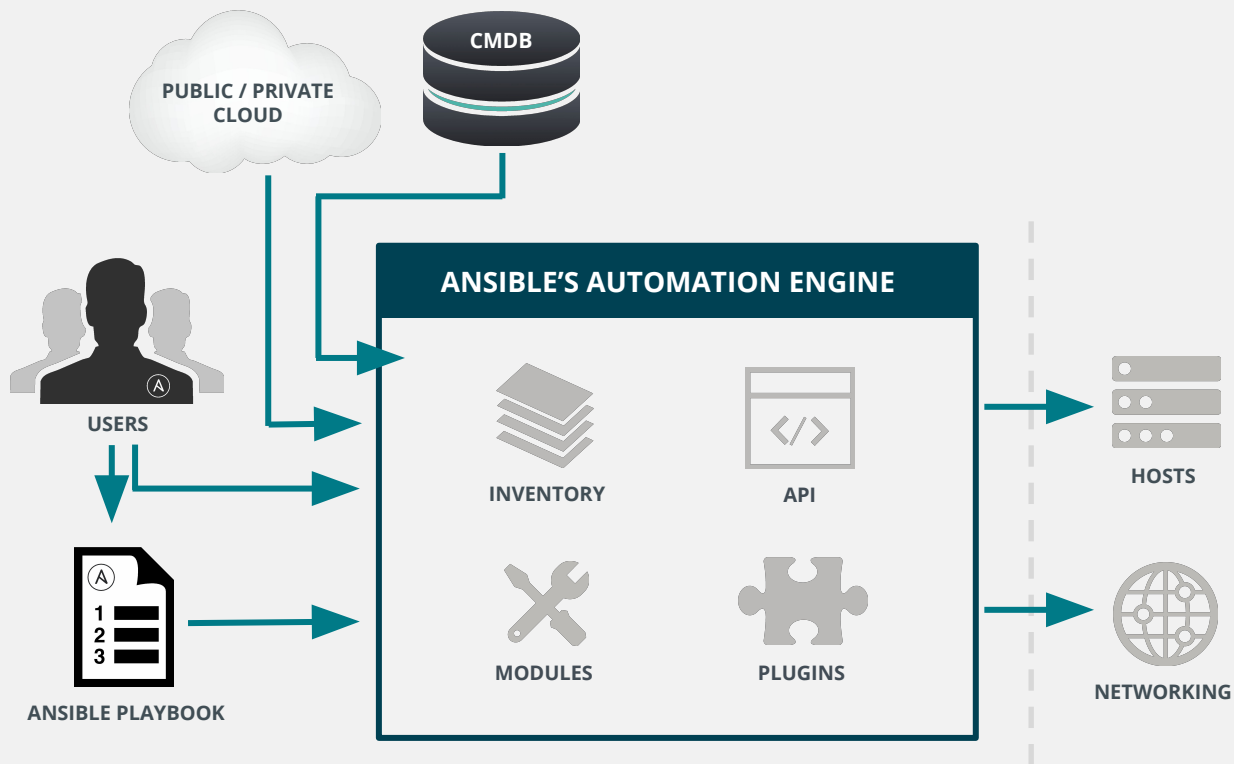 PUBLIC / PRIVATE
CLOUD
CMDB
ANSIBLE’S AUTOMATION ENGINE
USERS
INVENTORY
API
HOSTS
1
2
3
MODULES
PLUGINS
NETWORKING
ANSIBLE PLAYBOOK